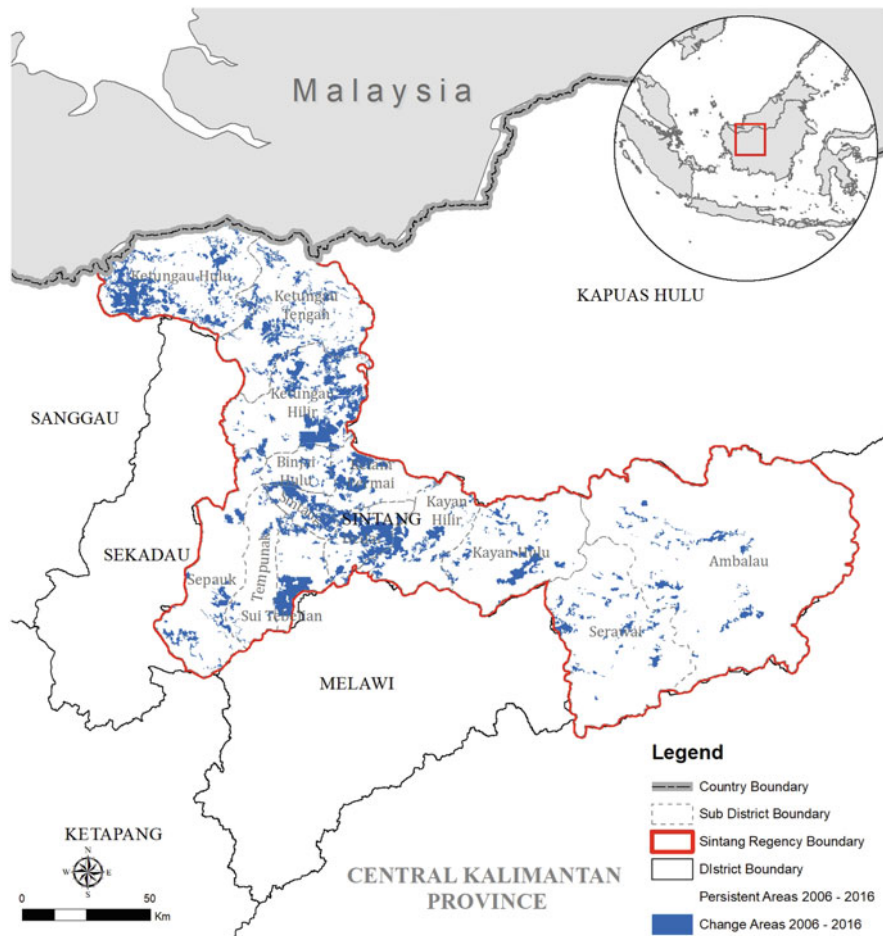 Malaysia
KAPUAS HULU
Ketungau Hulu
Ketungau
Tengah
SANGGAU
Ketungau
Hilir
Binjai
Hulu
Kelam
Permai
Sintang
SINTANG
Kayan
Hilir
Kayan Hulu
Ambalau
SEKADAU
Tempunak
Sepauk
Sui Tebelian
Serawai
MELAWI
Legend
Country Boundary
Sub District Boundary
Sintang Regency Boundary
DIstrict Boundary
Persistent Areas 2006 - 2016
Change Areas 2006 - 2016
KETAPANG
N
W
E
S
0
50
Km
CENTRAL KALIMANTAN
PROVINCE